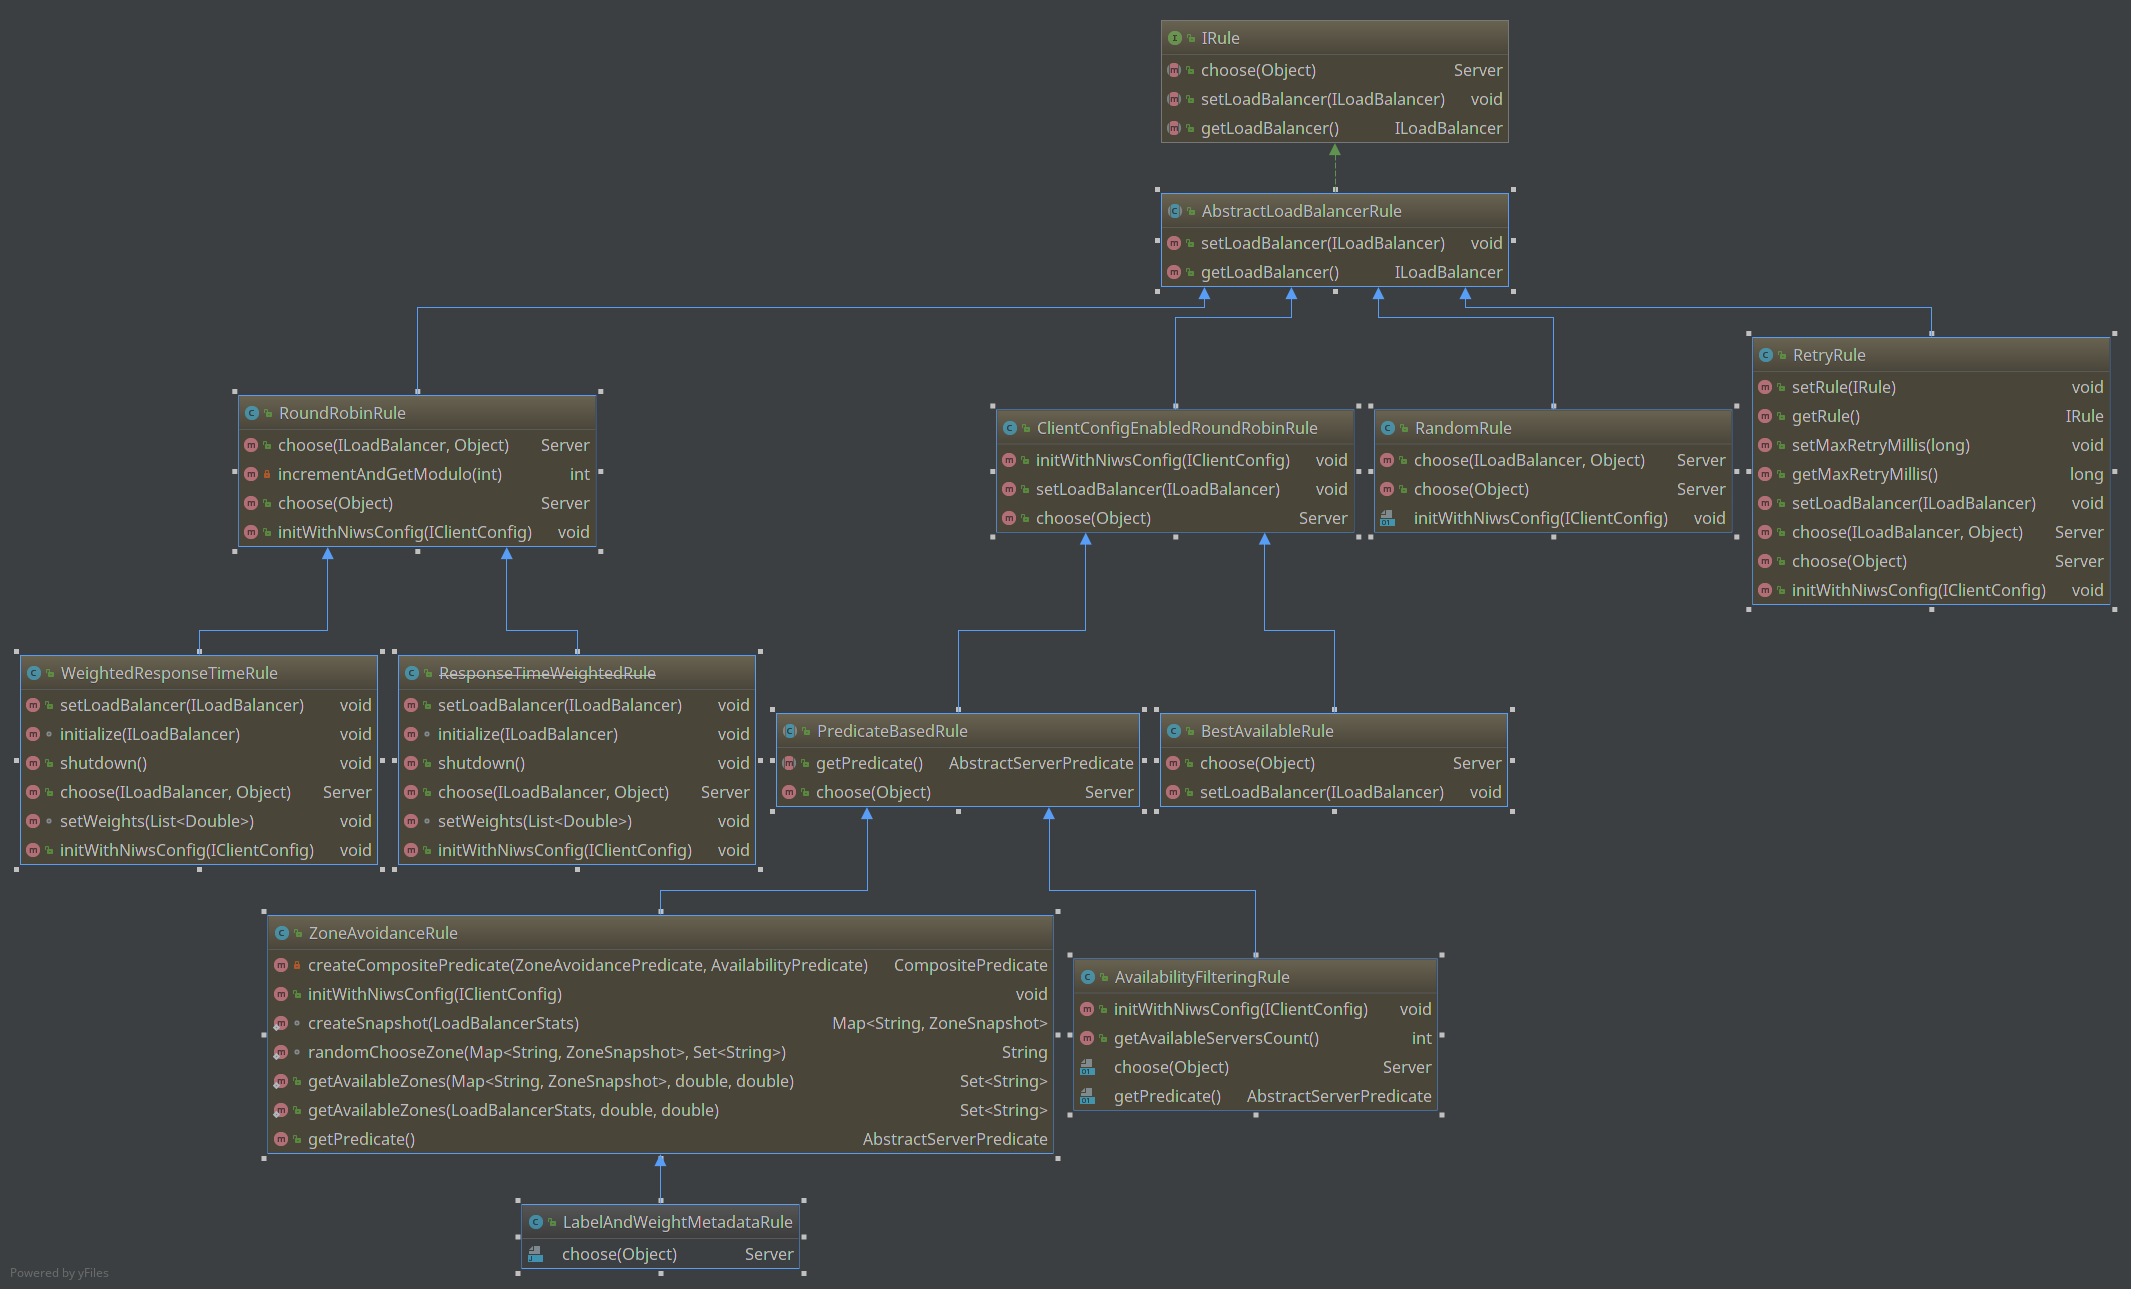 IRule
choose(Object) Server
setLoadBalancer(ILoadBalancer) void
getLoadBalancer() ILoadBalancer
AbstractLoadBalancerRule
setLoadBalancer(ILoadBalancer) void
getLoadBalancer() ILoadBalancer
RoundRobinRule
choose(ILoadBalancer, Object) Server
incrementAndGetModulo(int) int
choose(Object) Server
initWithNiwsConfig(IClientConfig) void
ClientConfigEnabledRoundRobinRule
initWithNiwsConfig(IClientConfig) void
setLoadBalancer(ILoadBalancer) void
choose(Object) Server
RandomRule
choose(ILoadBalancer, Object) Server
choose(Object) Server
initWithNiwsConfig(IClientConfig) void
RetryRule
setRule(IRule) void
getRule() IRule
setMaxRetryMillis(long) void
getMaxRetryMillis() long
setLoadBalancer(ILoadBalancer) void
choose(ILoadBalancer, Object) Server
choose(Object) Server
initWithNiwsConfig(IClientConfig) void
WeightedResponseTimeRule
setLoadBalancer(ILoadBalancer) void
initialize(ILoadBalancer) void
shutdown() void
choose(ILoadBalancer, Object) Server
setWeights(List<Double>) void
initWithNiwsConfig(IClientConfig) void
ResponseTimeWeightedRule
setLoadBalancer(ILoadBalancer) void
initialize(ILoadBalancer) void
shutdown() void
choose(ILoadBalancer, Object) Server
setWeights(List<Double>) void
initWithNiwsConfig(IClientConfig) void
PredicateBasedRule
getPredicate() AbstractServerPredicate
choose(Object) Server
BestAvailableRule
choose(Object) Server
setLoadBalancer(ILoadBalancer) void
ZoneAvoidanceRule
createCompositePredicate(ZoneAvoidancePredicate, AvailabilityPredicate) CompositePredicate
initWithNiwsConfig(IClientConfig) void
createSnapshot(LoadBalancerStats) Map<String, ZoneSnapshot>
randomChooseZone(Map<String, ZoneSnapshot>, Set<String>) String
getAvailableZones(Map<String, ZoneSnapshot>, double, double) Set<String>
getAvailableZones(LoadBalancerStats, double, double) Set<String>
getPredicate() AbstractServerPredicate
AvailabilityFilteringRule
initWithNiwsConfig(IClientConfig) void
getAvailableServersCount() int
choose(Object) Server
getPredicate() AbstractServerPredicate
LabelAndWeightMetadataRule
choose(Object) Server
Powered by yFiles